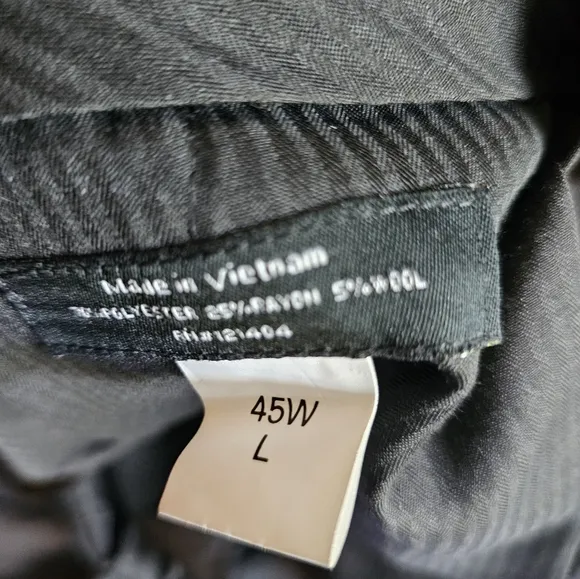 Made in Vietnam
%POLYESTER 25%RAYON 5%WOOL
RN#121404
45W
L